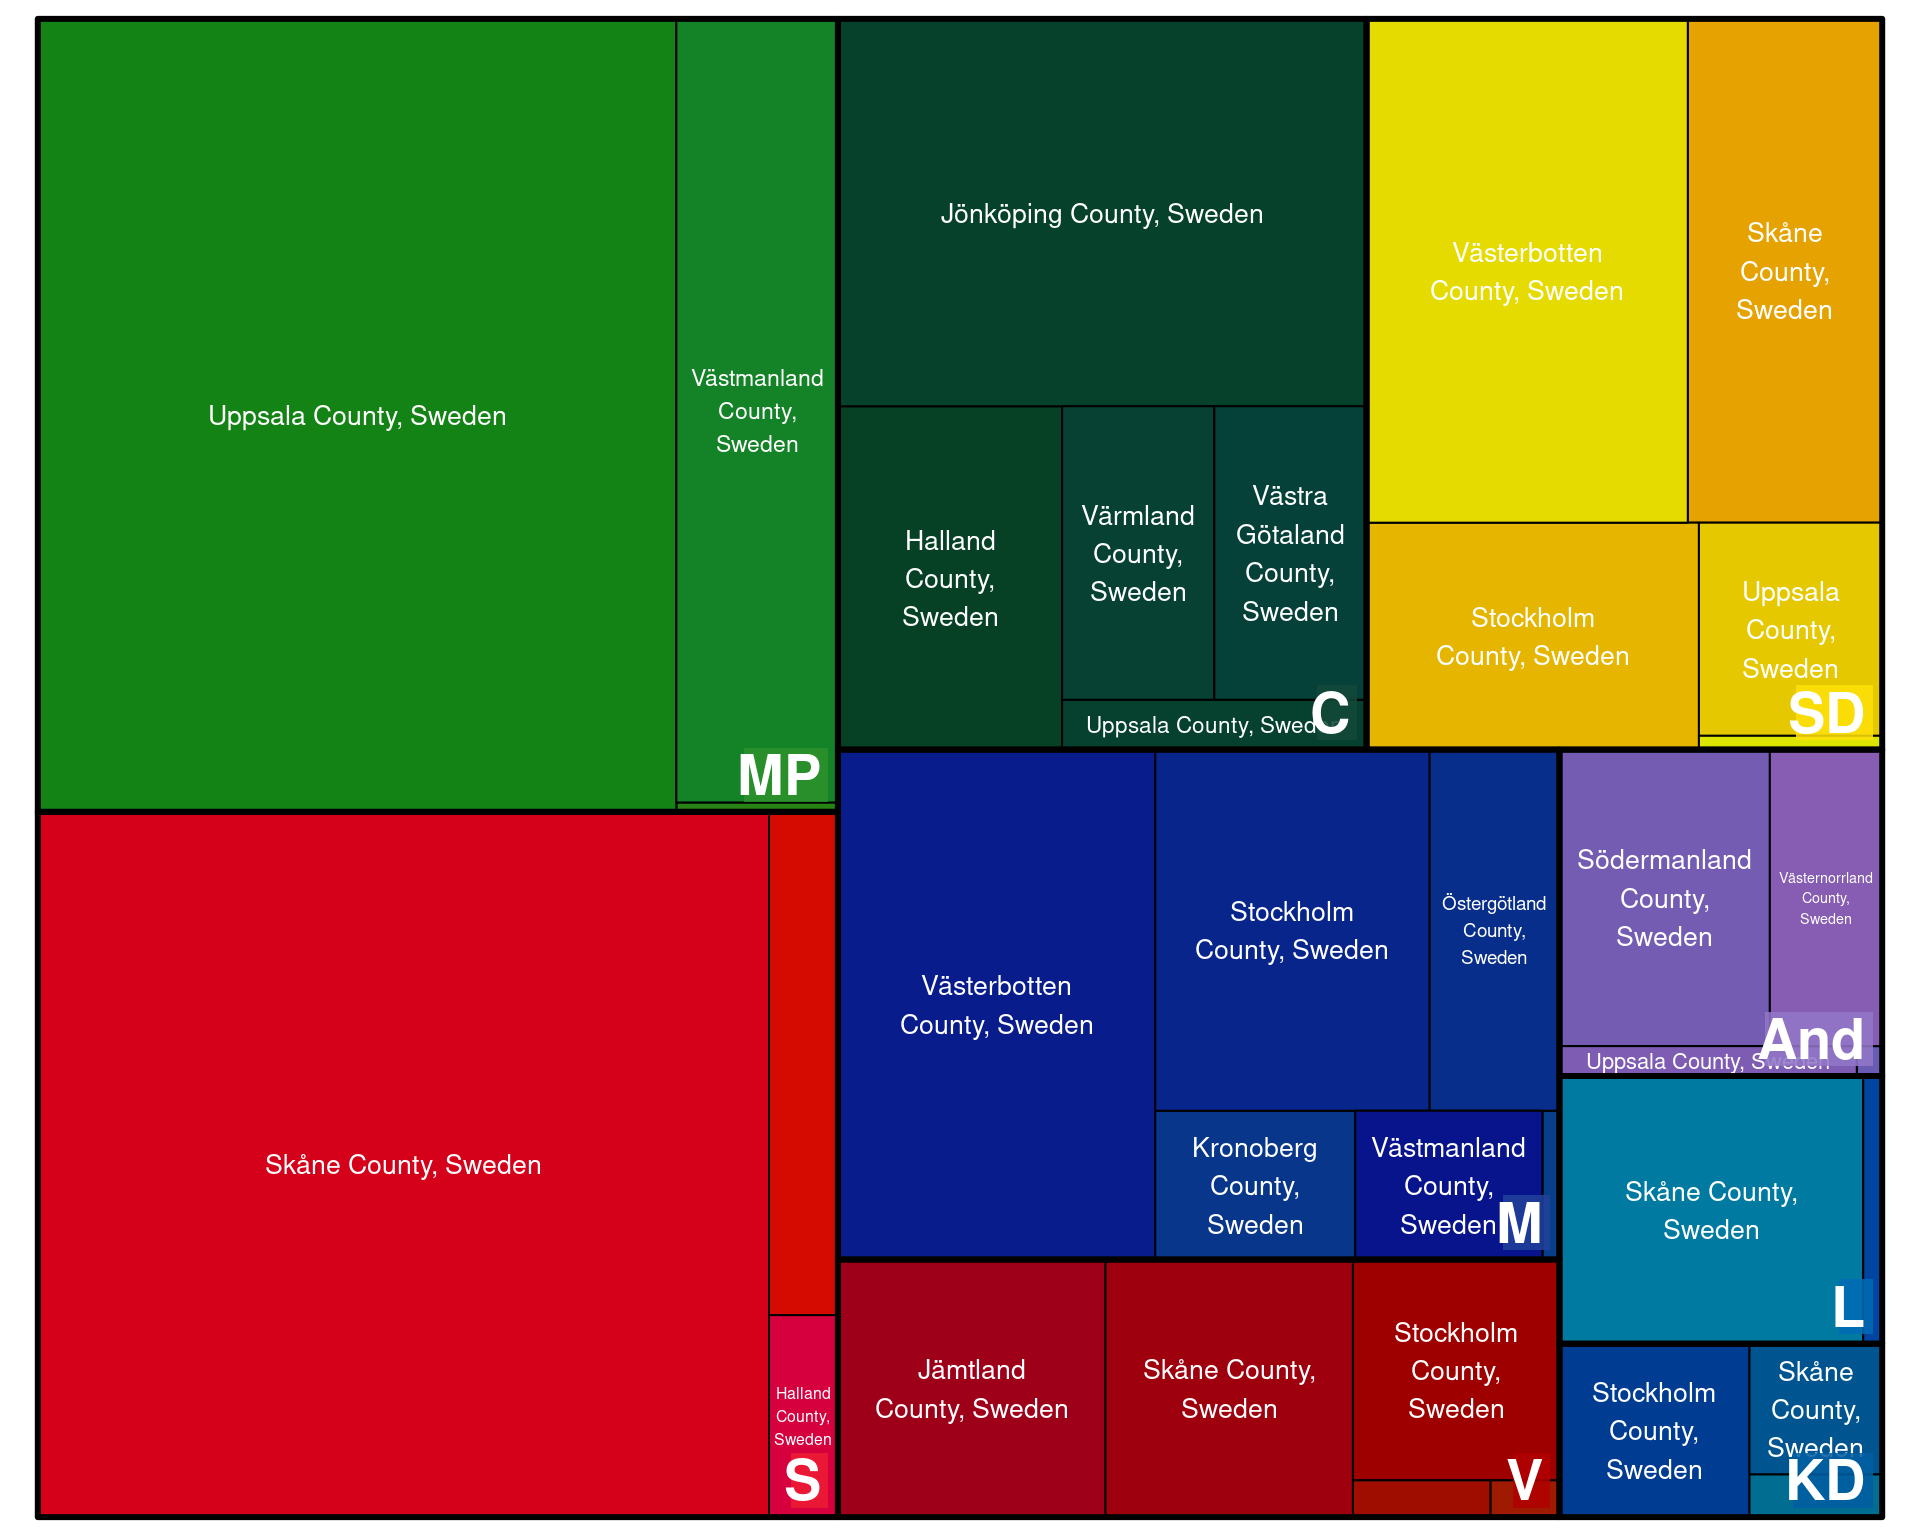 Uppsala County, Sweden
Västmanland
County,
Sweden
MP
Skåne County, Sweden
Halland
County,
Sweden
S
Jönköping County, Sweden
Halland
County,
Sweden
Värmland
County,
Sweden
Västra
Götaland
County,
Sweden
Uppsala County, Sweden
C
Västerbotten
County, Sweden
Skåne
County,
Sweden
Stockholm
County, Sweden
Uppsala
County,
Sweden
SD
Västerbotten
County, Sweden
Stockholm
County, Sweden
Östergötland
County,
Sweden
Kronoberg
County,
Sweden
Västmanland
County,
Sweden
M
Södermanland
County,
Sweden
Västernorrland
County,
Sweden
Uppsala County, Sweden
And
Skåne County,
Sweden
L
Jämtland
County, Sweden
Skåne County,
Sweden
Stockholm
County,
Sweden
V
Stockholm
County,
Sweden
Skåne
County,
Sweden
KD